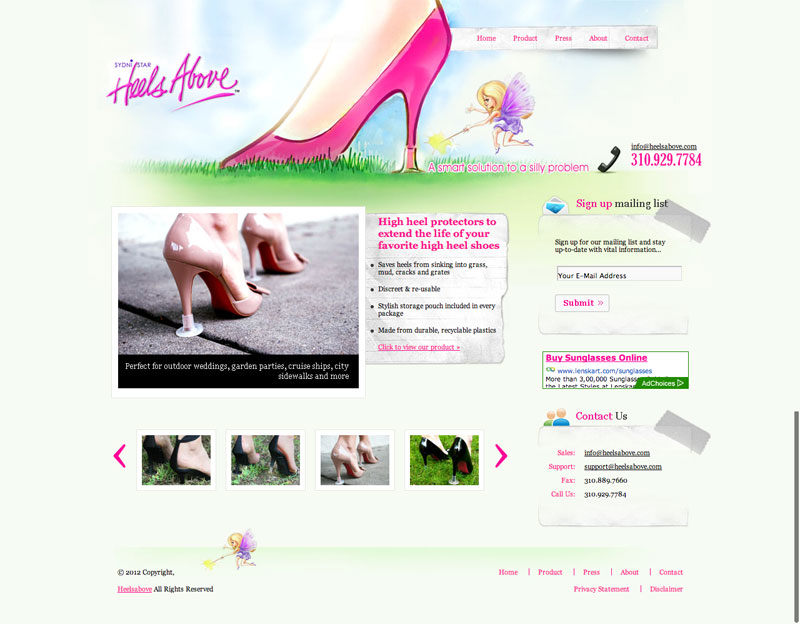 Home Product Press About Contact
SYDNI STAR
Heels Above™
info@heelsabove.com
310.929.7784
A smart solution to a silly problem
High heel protectors to
extend the life of your
favorite high heel shoes
Saves heels from sinking into grass,
mud, cracks and grates
Discreet & re-usable
Stylish storage pouch included in every
package
Made from durable, recyclable plastics
Click to view our product »
Perfect for outdoor weddings, garden parties, cruise ships, city
sidewalks and more
Sign up mailing list
Sign up for our mailing list and stay
up-to-date with vital information...
Your E-Mail Address
Submit »
Buy Sunglasses Online
www.lenskart.com/sunglasses
More than 3,00,000 Sunglas
the Latest Styles at Lenskart
AdChoices
Contact Us
Sales: info@heelsabove.com
Support: support@heelsabove.com
Fax: 310.889.7660
Call Us: 310.929.7784
© 2012 Copyright,
Heelsabove All Rights Reserved
Home | Product | Press | About | Contact
Privacy Statement | Disclaimer